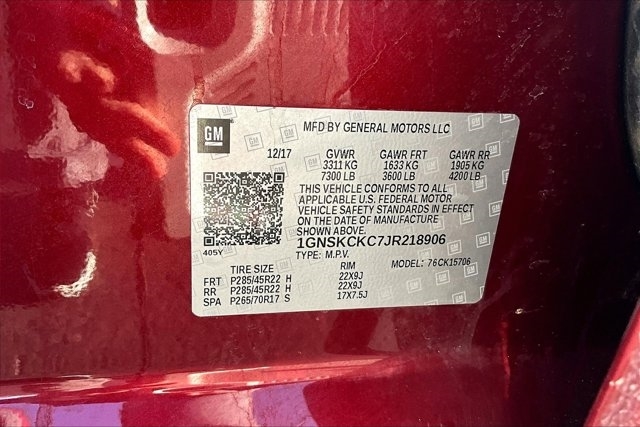 GM
MFD BY GENERAL MOTORS LLC
12/17 GVWR GAWR FRT GAWR RR
3311 KG 1633 KG 1905 KG
7300 LB 3600 LB 4200 LB
THIS VEHICLE CONFORMS TO ALL
APPLICABLE U.S. FEDERAL MOTOR
VEHICLE SAFETY STANDARDS IN EFFECT
ON THE DATE OF MANUFACTURE
SHOWN ABOVE.
1GNSKCKC7JR218906
405Y TYPE: M.P.V.
MODEL: 76CK15706
TIRE SIZE RIM
FRT P285/45R22 H 22X9J
RR P285/45R22 H 22X9J
SPA P265/70R17 S 17X7.5J